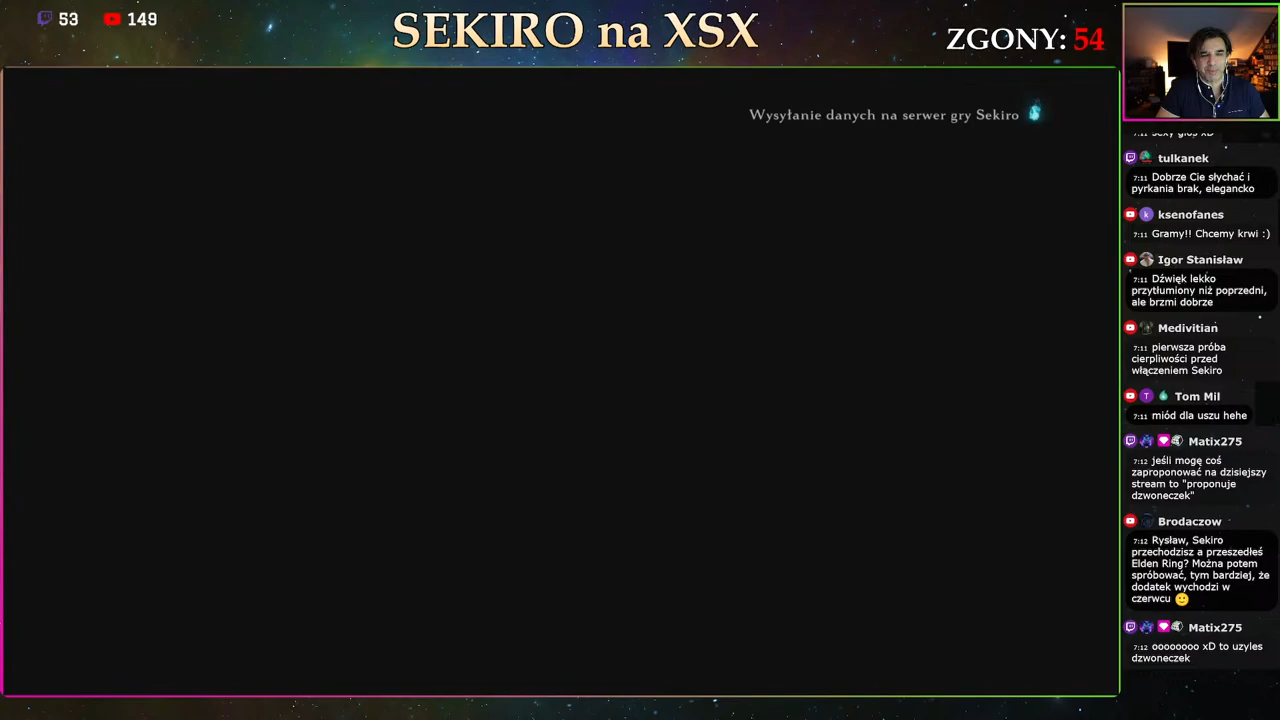 53
149
SEKIRO na XSX
ZGONY: 54
Wysyłanie danych na serwer gry Sekiro
tulkanek
7:11 Dobrze Cie słychać i
pyrkania brak, elegancko
k ksenofanes
7:11 Gramy!! Chcemy krwi :)
Igor Stanisław
7:11 Dźwięk lekko
przytłumiony niż poprzedni,
ale brzmi dobrze
Medivitian
7:11 pierwsza próba
cierpliwości przed
włączeniem Sekiro
T Tom Mil
7:11 miód dla uszu hehe
Matix275
7:12 jeśli mogę coś
zaproponować na dzisiejszy
stream to "proponuje
dzwoneczek"
Brodaczow
7:12 Rysław, Sekiro
przechodzisz a przeszedłeś
Elden Ring? Można potem
spróbować, tym bardziej, że
dodatek wychodzi w
czerwcu
Matix275
7:12 oooooooo xD to uzyles
dzwoneczek